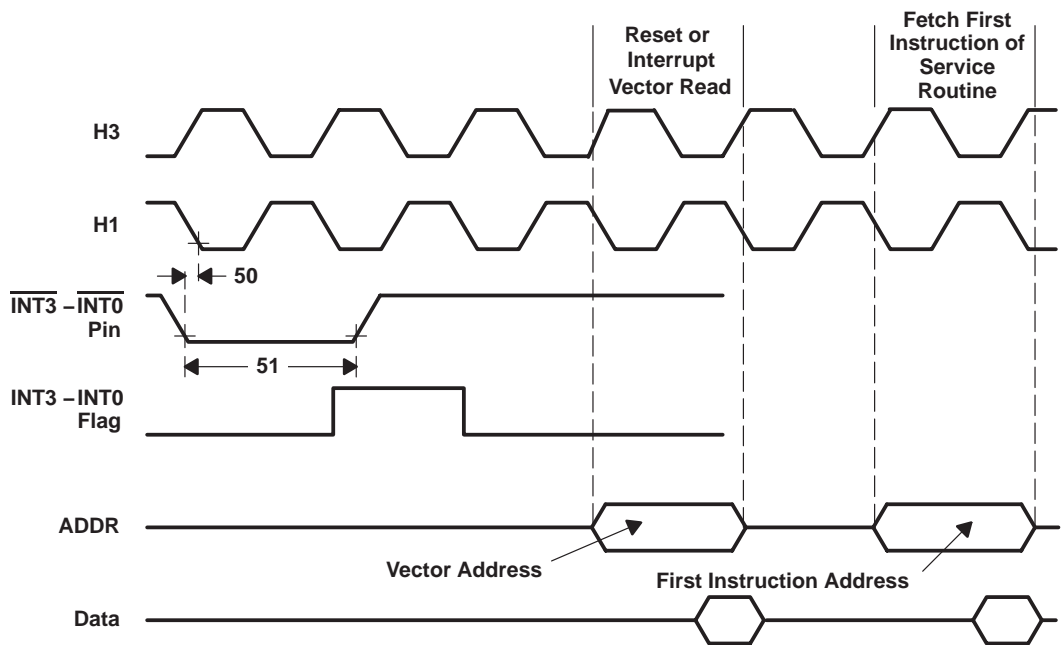 Reset or
Interrupt
Vector Read
Fetch First
Instruction of
Service
Routine
H3
H1
50
INT3 – INT0
Pin
51
INT3 – INT0
Flag
ADDR
Vector Address
First Instruction Address
Data